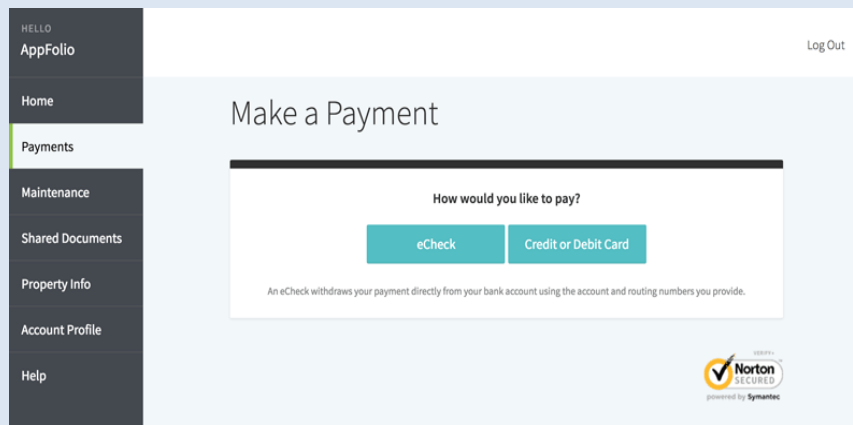 HELLO
AppFolio
Log Out
Home
Payments
Maintenance
Shared Documents
Property Info
Account Profile
Help
Make a Payment
How would you like to pay?
eCheck
Credit or Debit Card
An eCheck withdraws your payment directly from your bank account using the account and routing numbers you provide.
VERIFY▸
Norton
SECURED
powered by Symantec